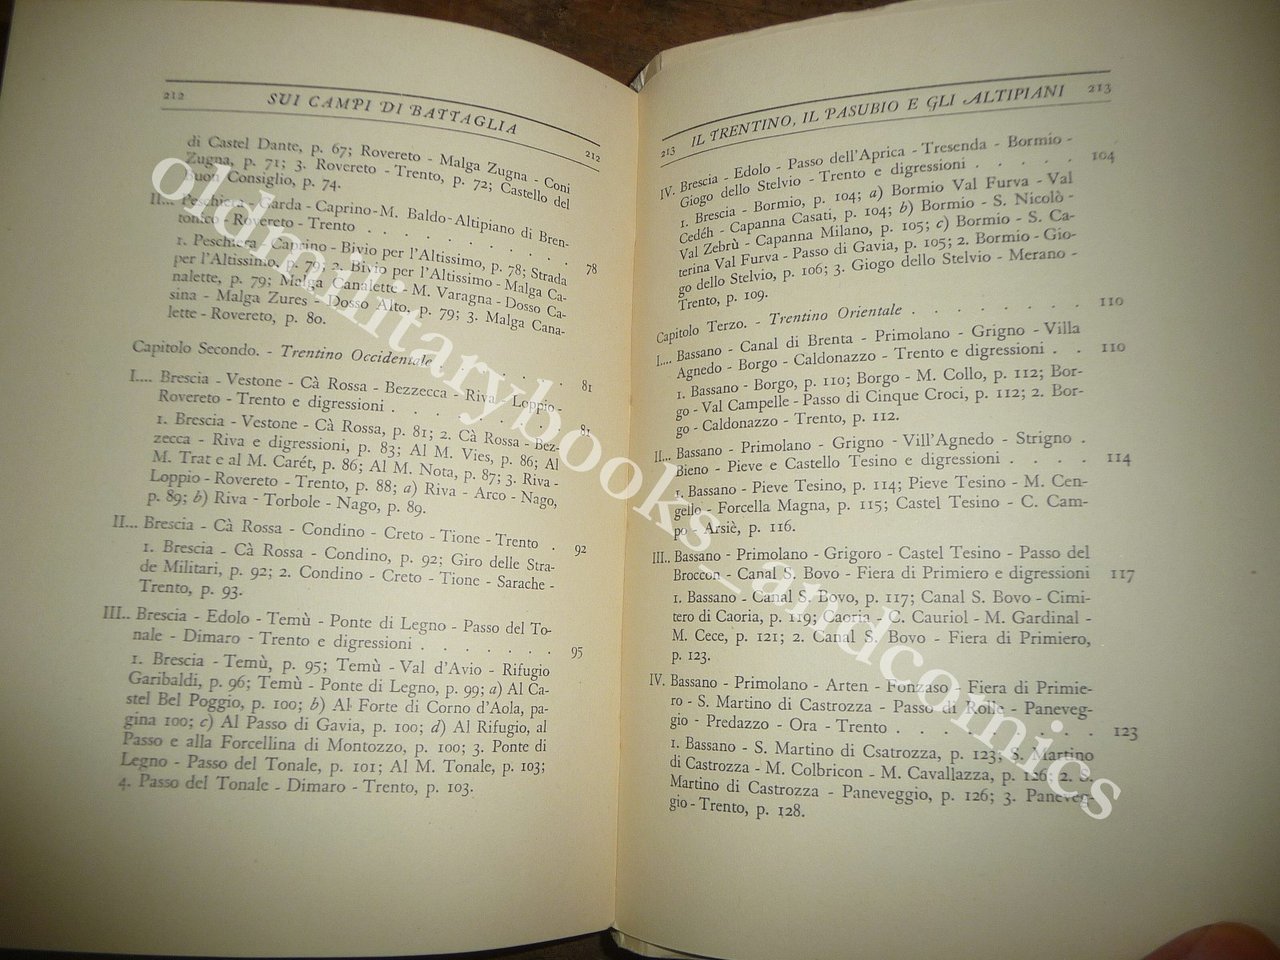 212 SUI CAMPI DI BATTAGLIA 212
di Castel Dante, p. 67; Rovereto - Malga Zugna - Coni
Zugna, p. 71; 3. Rovereto - Trento, p. 72; Castello del
Buon Consiglio, p. 74.
II... Peschiera - Garda - Caprino - M. Baldo - Altipiano di Bren-
tonico - Rovereto - Trento . . . . . . . . . 78
1. Peschiera - Caprino - Bivio per l'Altissimo, p. 78; Strada
per l'Altissimo, p. 79; 2. Bivio per l'Altissimo - Malga Ca-
nalette, p. 79; Malga Canalette - M. Varagna - Dosso Ca-
sina - Malga Zures - Dosso Alto, p. 79; 3. Malga Cana-
lette - Rovereto, p. 80.
Capitolo Secondo. - Trentino Occidentale . . . . . . 81
I.... Brescia - Vestone - Cà Rossa - Bezzecca - Riva - Loppio -
Rovereto - Trento e digressioni . . . . . . . . 81
1. Brescia - Vestone - Cà Rossa, p. 81; 2. Cà Rossa - Bez-
zecca - Riva e digressioni, p. 83; Al M. Vies, p. 86; Al
M. Trat e al M. Carét, p. 86; Al M. Nota, p. 87; 3. Riva -
Loppio - Rovereto - Trento, p. 88; a) Riva - Arco - Nago,
p. 89; b) Riva - Torbole - Nago, p. 89.
II... Brescia - Cà Rossa - Condino - Creto - Tione - Trento . 92
1. Brescia - Cà Rossa - Condino, p. 92; Giro delle Stra-
de Militari, p. 92; 2. Condino - Creto - Tione - Sarache -
Trento, p. 93.
III.. Brescia - Edolo - Temù - Ponte di Legno - Passo del To-
nale - Dimaro - Trento e digressioni . . . . . . . 95
1. Brescia - Temù, p. 95; Temù - Val d'Avio - Rifugio
Garibaldi, p. 96; Temù - Ponte di Legno, p. 99; a) Al Ca-
stel Bel Poggio, p. 100; b) Al Forte di Corno d'Aola, pa-
gina 100; c) Al Passo di Gavia, p. 100; d) Al Rifugio, al
Passo e alla Forcellina di Montozzo, p. 100; 3. Ponte di
Legno - Passo del Tonale, p. 101; Al M. Tonale, p. 103;
4. Passo del Tonale - Dimaro - Trento, p. 103.
213 IL TRENTINO, IL PASUBIO E GLI ALTIPIANI 213
IV. Brescia - Edolo - Passo dell'Aprica - Tresenda - Bormio -
Giogo dello Stelvio - Trento e digressioni . . . . . 104
1. Brescia - Bormio, p. 104; a) Bormio Val Furva - Val
Cedéh - Capanna Casati, p. 104; b) Bormio - S. Nicolò -
Val Zebrù - Capanna Milano, p. 105; c) Bormio - S. Ca-
terina Val Furva - Passo di Gavia, p. 105; 2. Bormio - Gio-
go dello Stelvio, p. 106; 3. Giogo dello Stelvio - Merano -
Trento, p. 109.
Capitolo Terzo. - Trentino Orientale . . . . . . . 110
I.... Bassano - Canal di Brenta - Primolano - Grigno - Villa
Agnedo - Borgo - Caldonazzo - Trento e digressioni . . 110
1. Bassano - Borgo, p. 110; Borgo - M. Collo, p. 112; Bor-
go - Val Campelle - Passo di Cinque Croci, p. 112; 2. Bor-
go - Caldonazzo - Trento, p. 112.
II... Bassano - Primolano - Grigno - Vill'Agnedo - Strigno .
Bieno - Pieve e Castello Tesino e digressioni . . . . 114
1. Bassano - Pieve Tesino, p. 114; Pieve Tesino - M. Cen-
gello - Forcella Magna, p. 115; Castel Tesino - C. Cam-
po - Arsiè, p. 116.
III.. Bassano - Primolano - Grigoro - Castel Tesino - Passo del
Broccon - Canal S. Bovo - Fiera di Primiero e digressioni 117
1. Bassano - Canal S. Bovo, p. 117; Canal S. Bovo - Cimi-
tero di Caoria, p. 119; Caoria - C. Cauriol - M. Gardinal -
M. Cece, p. 121; 2. Canal S. Bovo - Fiera di Primiero,
p. 123.
IV. Bassano - Primolano - Arten - Fonzaso - Fiera di Primie-
ro - S. Martino di Castrozza - Passo di Rolle - Paneveg-
gio - Predazzo - Ora - Trento . . . . . . . . 123
1. Bassano - S. Martino di Csatrozza, p. 123; S. Martino
di Castrozza - M. Colbricon - M. Cavallazza, p. 126; 2. S.
Martino di Castrozza - Paneveggio, p. 126; 3. Paneveg-
gio - Trento, p. 128.
oldmilitarybooks_andcomics